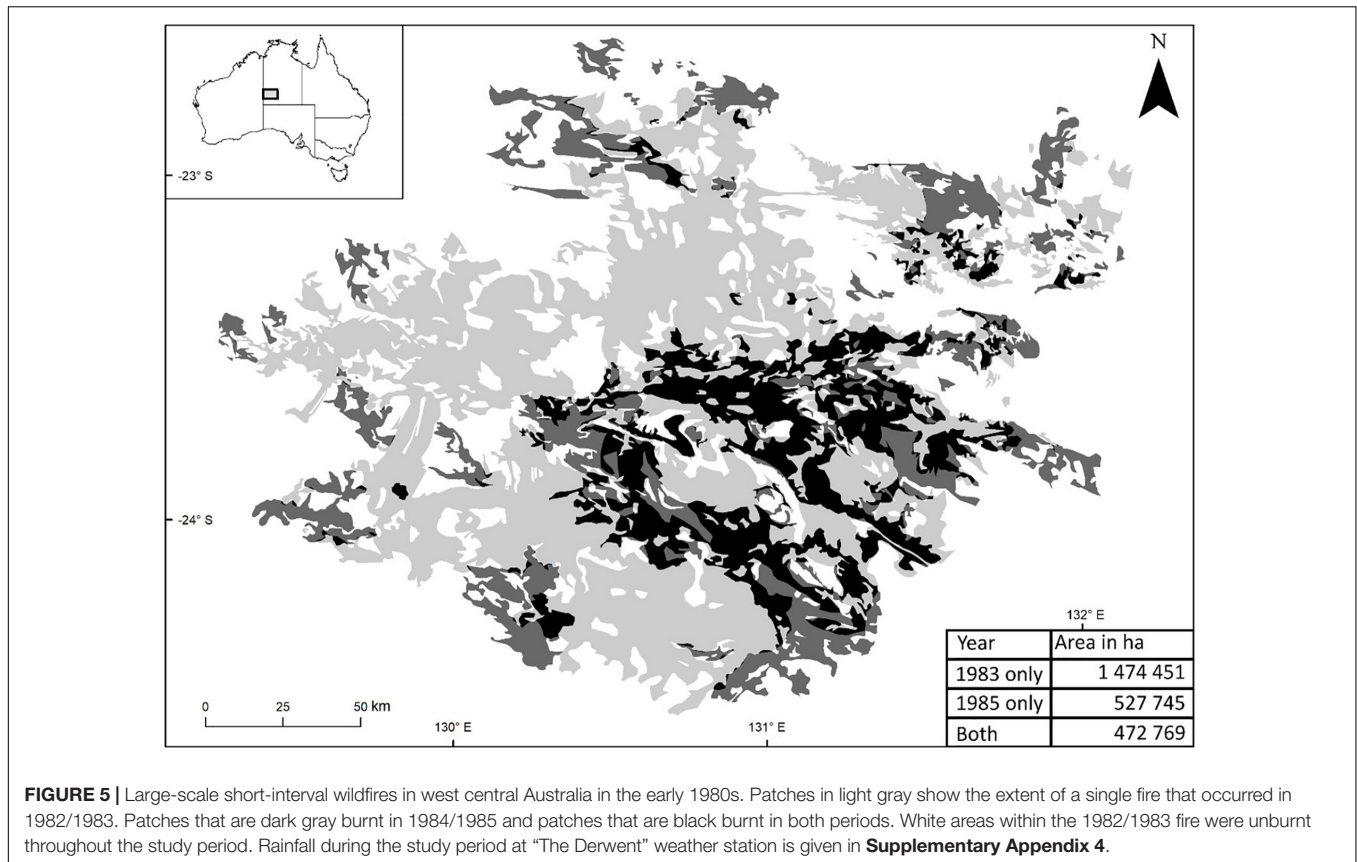 N
-23° S
-24° S
132° E
Year Area in ha
1983 only 1 474 451
1985 only 527 745
Both 472 769
0 25 50 km
130° E 131° E
FIGURE 5 | Large-scale short-interval wildfires in west central Australia in the early 1980s. Patches in light gray show the extent of a single fire that occurred in
1982/1983. Patches that are dark gray burnt in 1984/1985 and patches that are black burnt in both periods. White areas within the 1982/1983 fire were unburnt
throughout the study period. Rainfall during the study period at “The Derwent” weather station is given in Supplementary Appendix 4.